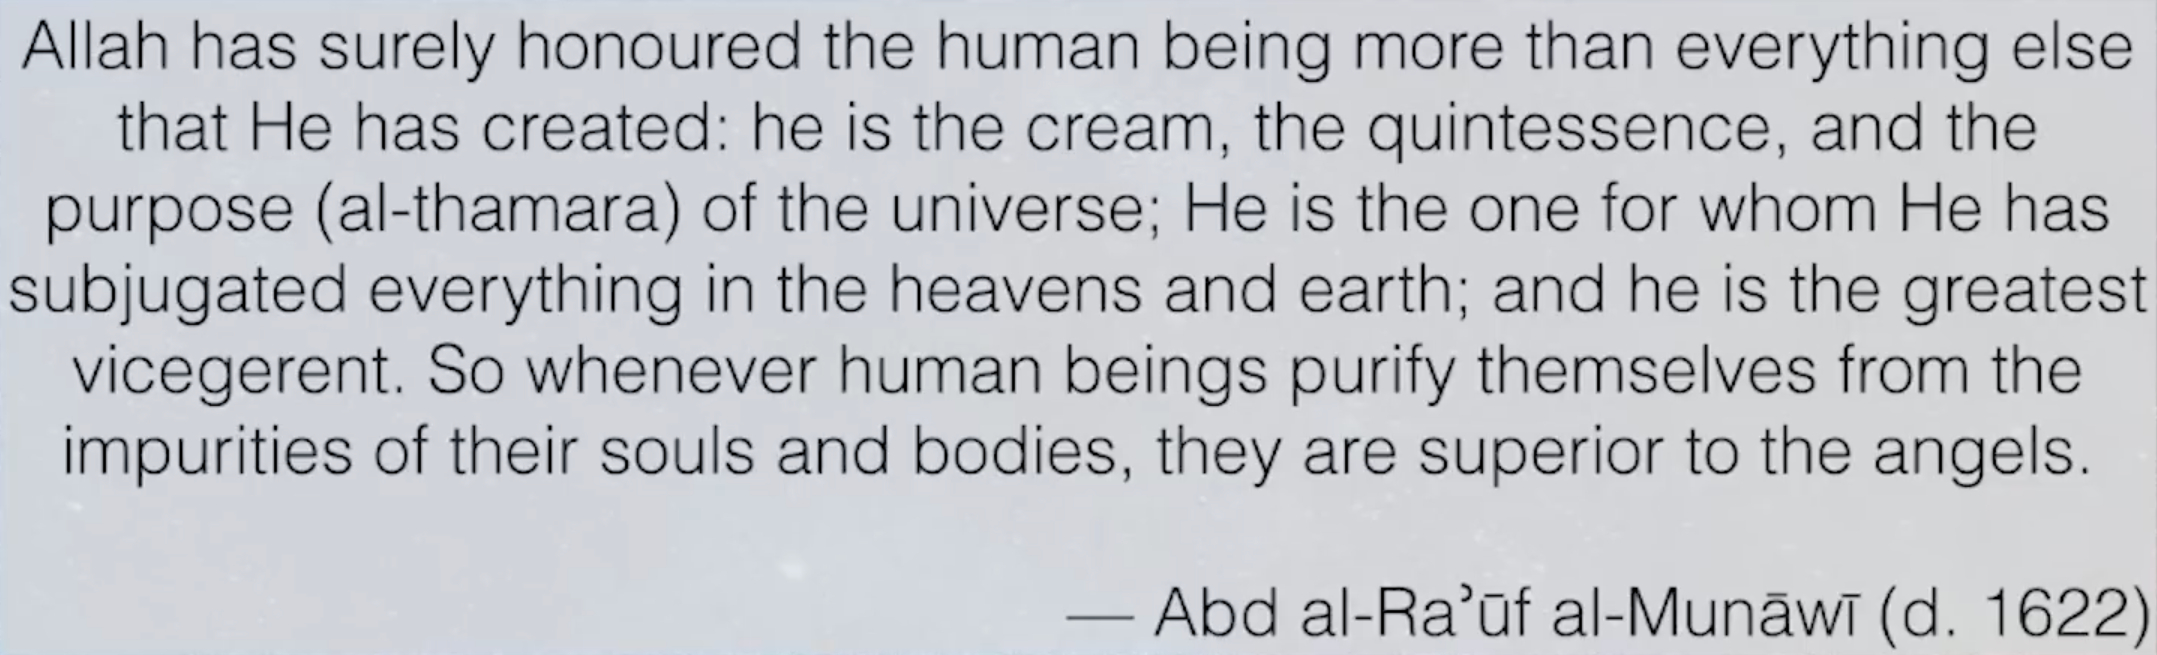 Allah has surely honoured the human being more than everything else
that He has created: he is the cream, the quintessence, and the
purpose (al-thamara) of the universe; He is the one for whom He has
subjugated everything in the heavens and earth; and he is the greatest
vicegerent. So whenever human beings purify themselves from the
impurities of their souls and bodies, they are superior to the angels.
— Abd al-Raʾūf al-Munāwī (d. 1622)